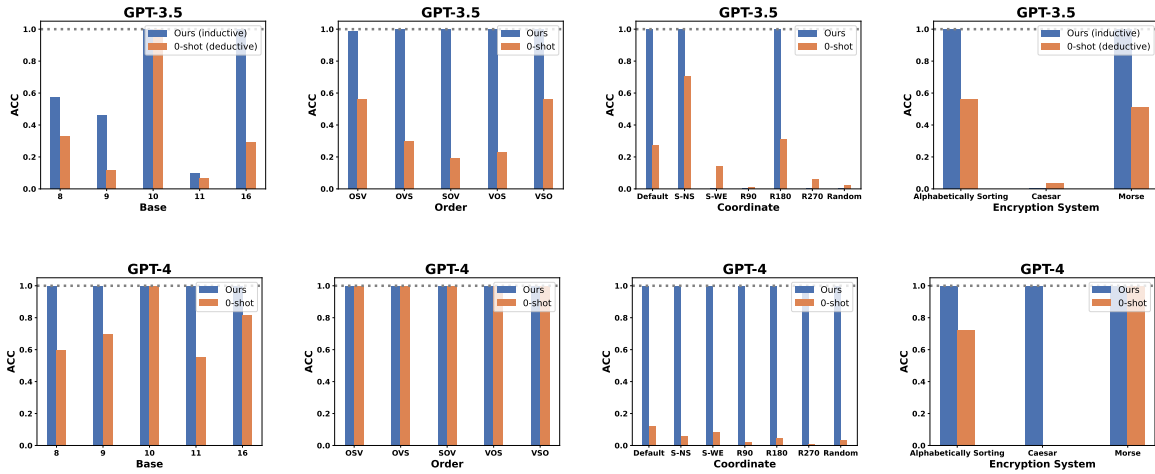 GPT-3.5
1.0
0.8
0.6
0.4
0.2
0.0
ACC
Ours (inductive)
0-shot (deductive)
8 9 10 11 16
Base
GPT-3.5
1.0
0.8
0.6
0.4
0.2
0.0
ACC
Ours
0-shot
OSV OVS SOV VOS VSO
Order
GPT-3.5
1.0
0.8
0.6
0.4
0.2
0.0
ACC
Ours
0-shot
Default S-NS S-WE R90 R180 R270 Random
Coordinate
GPT-3.5
1.0
0.8
0.6
0.4
0.2
0.0
ACC
Ours (inductive)
0-shot (deductive)
Alphabetically Sorting Caesar Morse
Encryption System
GPT-4
1.0
0.8
0.6
0.4
0.2
0.0
ACC
Ours
0-shot
8 9 10 11 16
Base
GPT-4
1.0
0.8
0.6
0.4
0.2
0.0
ACC
Ours
0-shot
OSV OVS SOV VOS VSO
Order
GPT-4
1.0
0.8
0.6
0.4
0.2
0.0
ACC
Ours
0-shot
Default S-NS S-WE R90 R180 R270 Random
Coordinate
GPT-4
1.0
0.8
0.6
0.4
0.2
0.0
ACC
Ours
0-shot
Alphabetically Sorting Caesar Morse
Encryption System